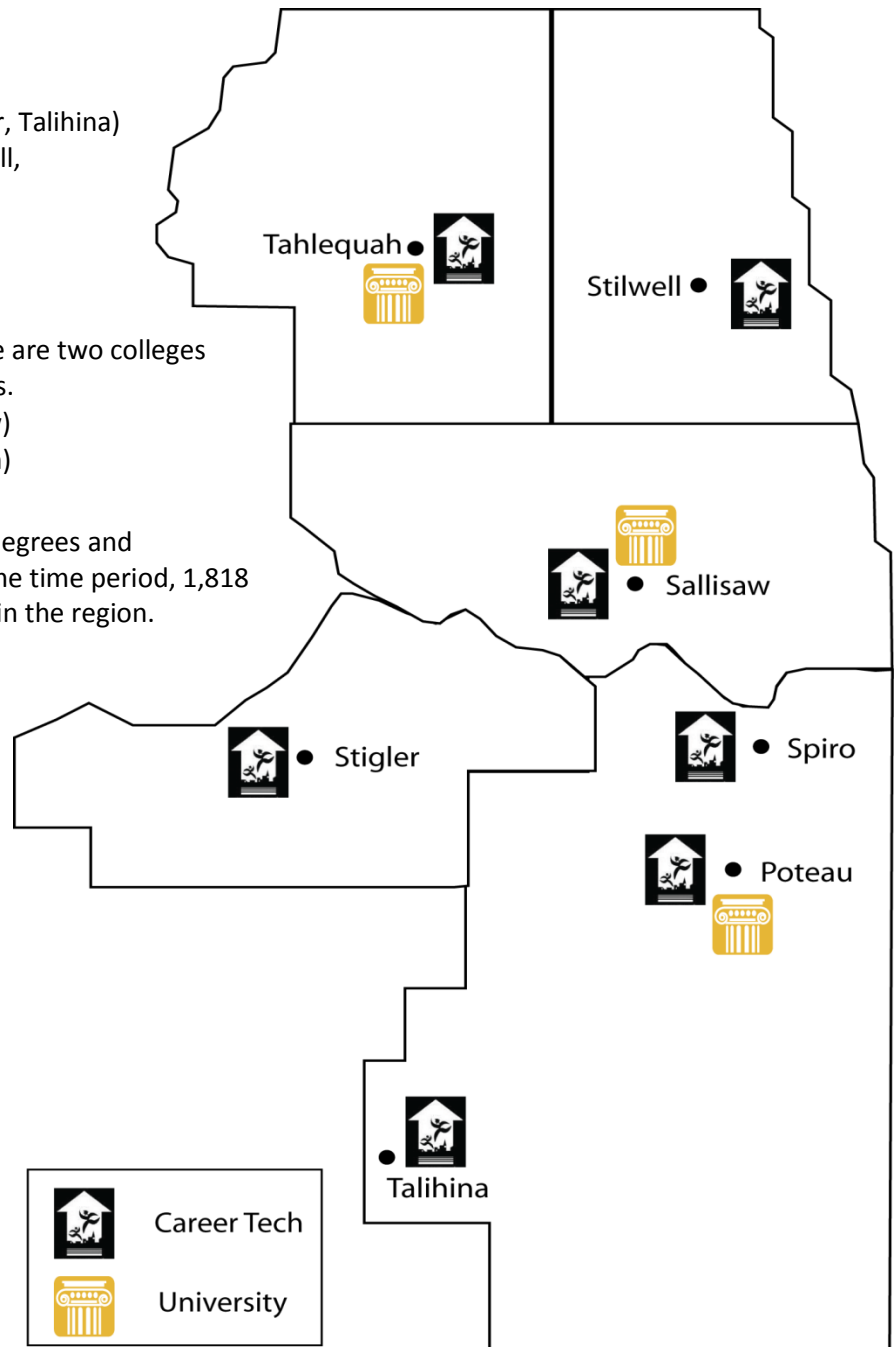 r, Talihina)
ll,
e are two colleges
s.
)
)
egrees and
ne time period, 1,818
in the region.
Tahlequah
Stilwell
Sallisaw
Stigler
Spiro
Poteau
Talihina
Career Tech
University